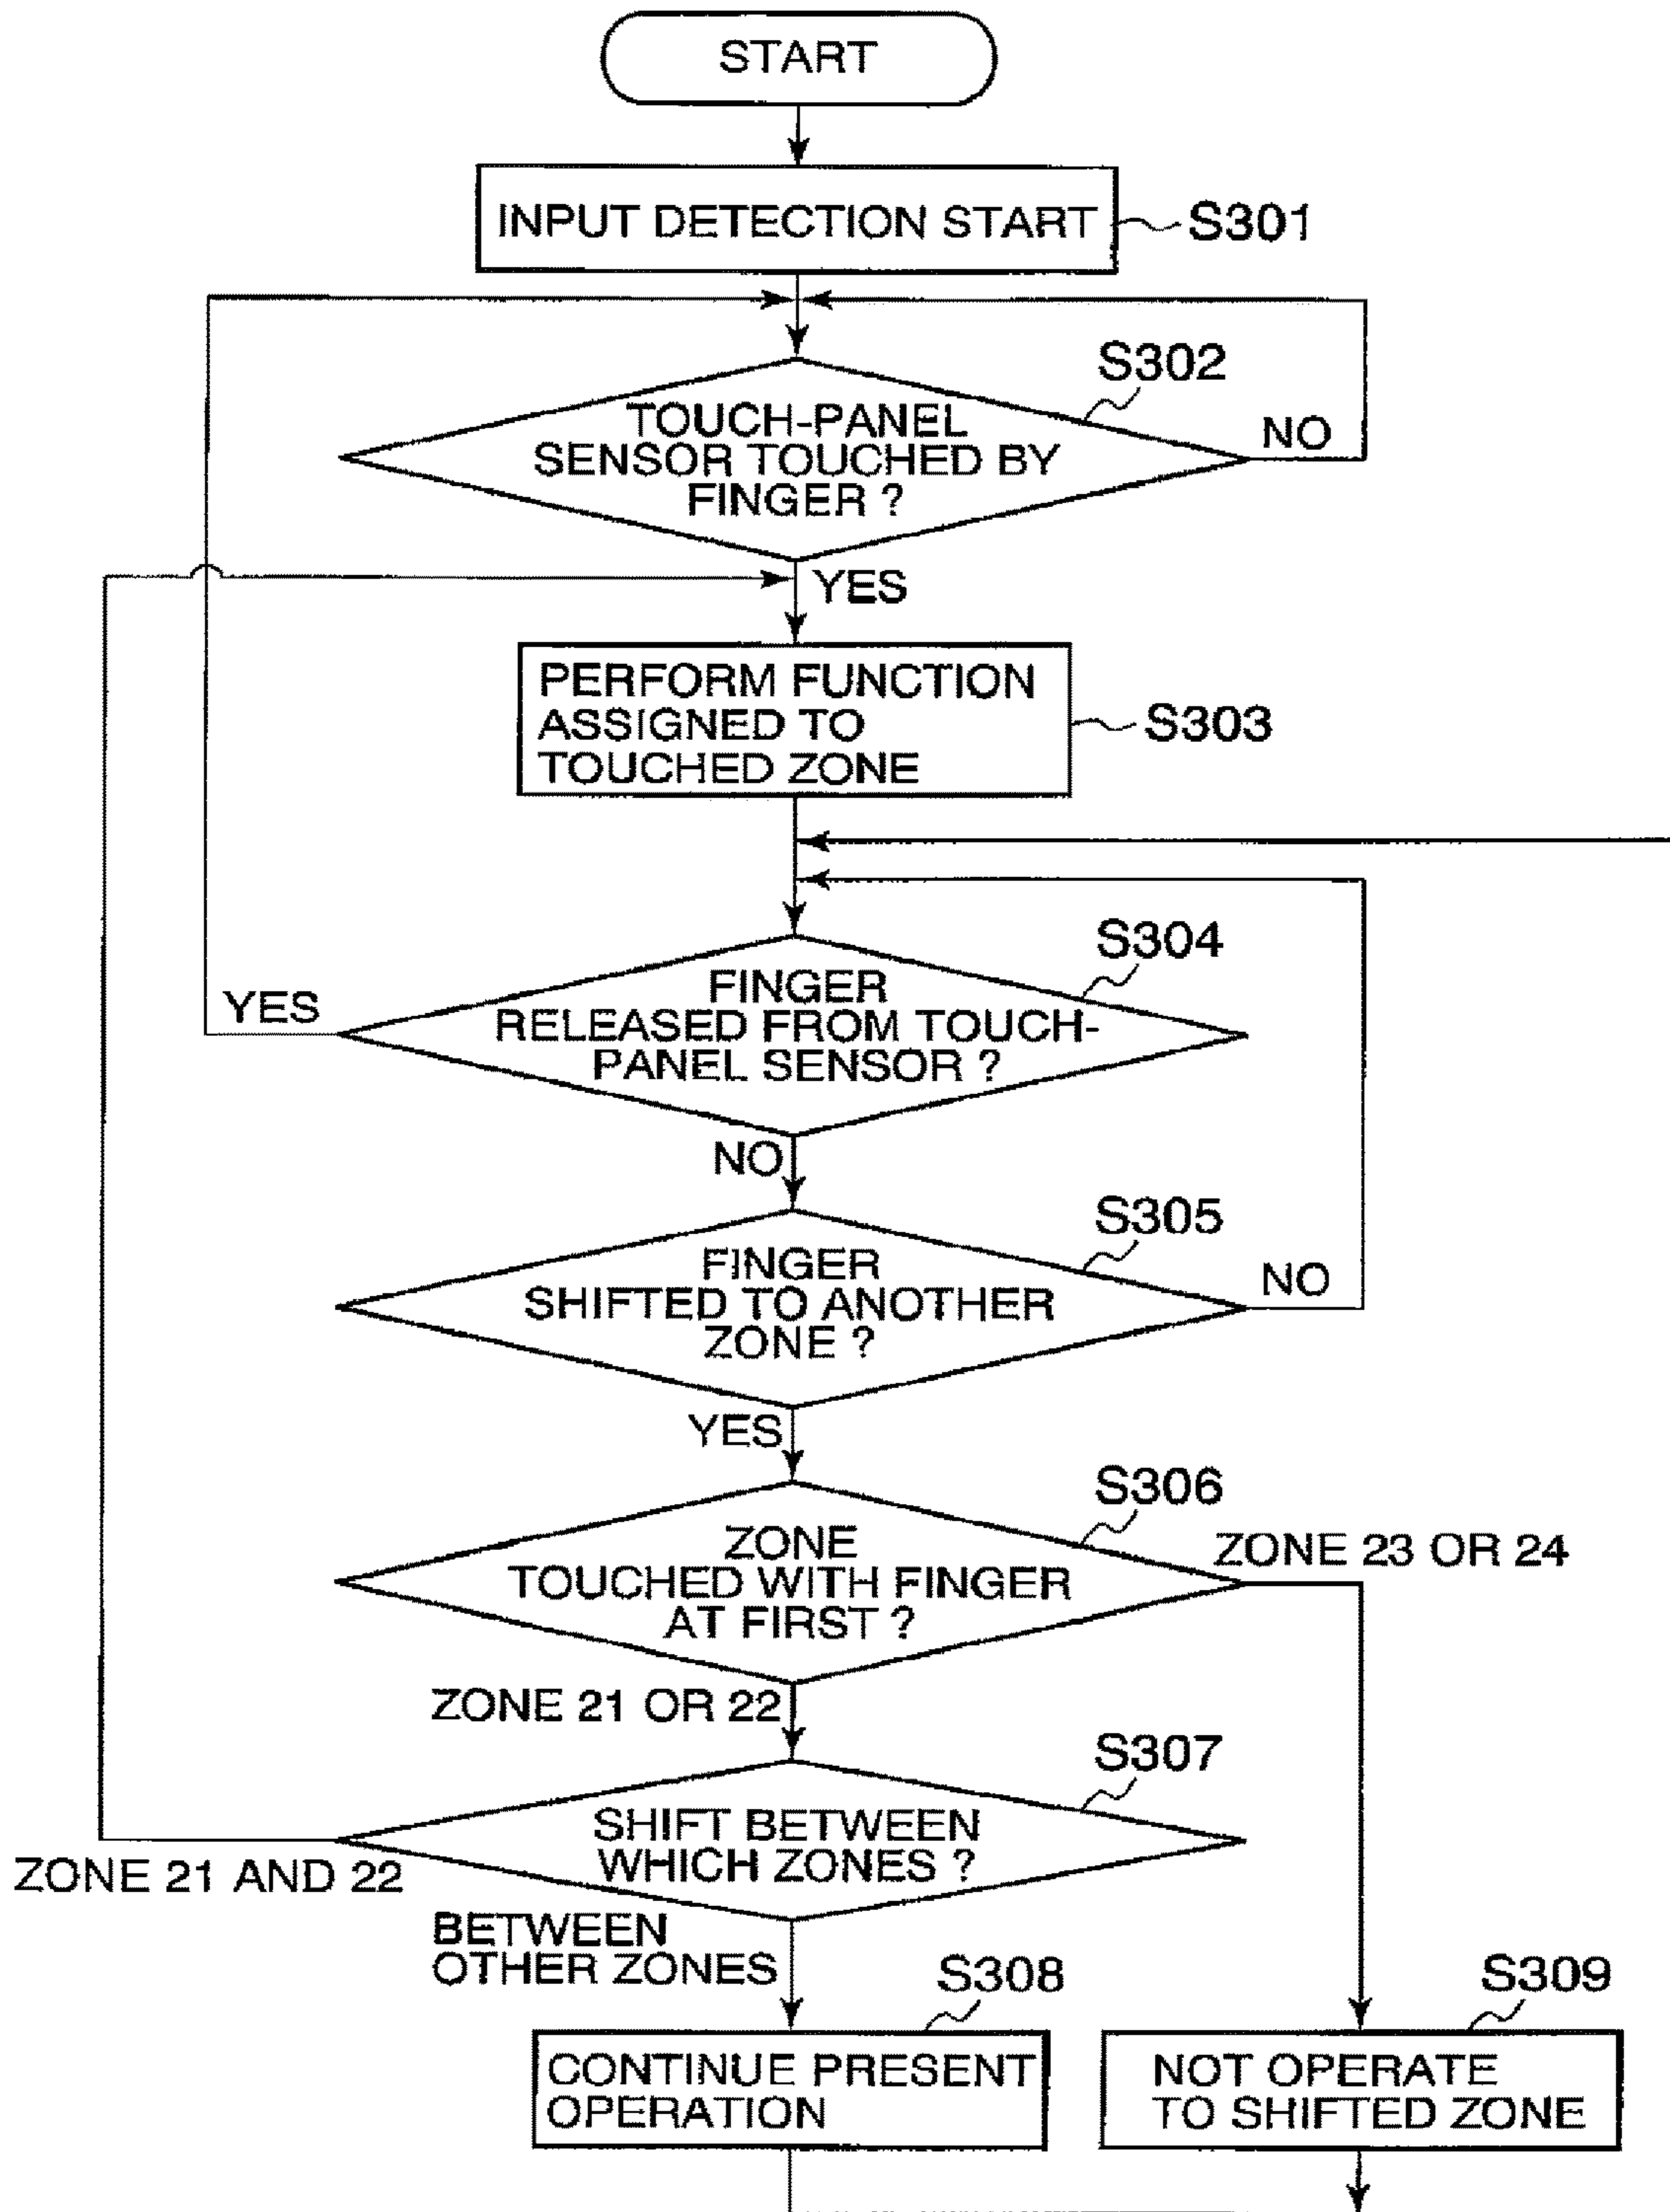 START
INPUT DETECTION START
S301
S302
TOUCH-PANEL
SENSOR TOUCHED BY
FINGER ?
NO
YES
PERFORM FUNCTION
ASSIGNED TO
TOUCHED ZONE
S303
S304
FINGER
RELEASED FROM TOUCH-
PANEL SENSOR ?
YES
NO
S305
FINGER
SHIFTED TO ANOTHER
ZONE ?
NO
YES
S306
ZONE
TOUCHED WITH FINGER
AT FIRST ?
ZONE 23 OR 24
ZONE 21 OR 22
S307
SHIFT BETWEEN
WHICH ZONES ?
ZONE 21 AND 22
BETWEEN
OTHER ZONES
S308
S309
CONTINUE PRESENT
OPERATION
NOT OPERATE
TO SHIFTED ZONE